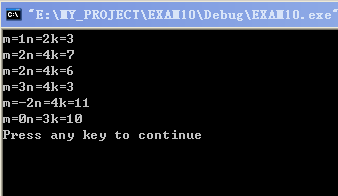 "E:\MY_PROJECT\EXAM10\Debug\EXAM10.exe"
m=1n=2k=3
m=2n=4k=7
m=2n=4k=6
m=3n=4k=3
m=-2n=4k=11
m=0n=3k=10
Press any key to continue